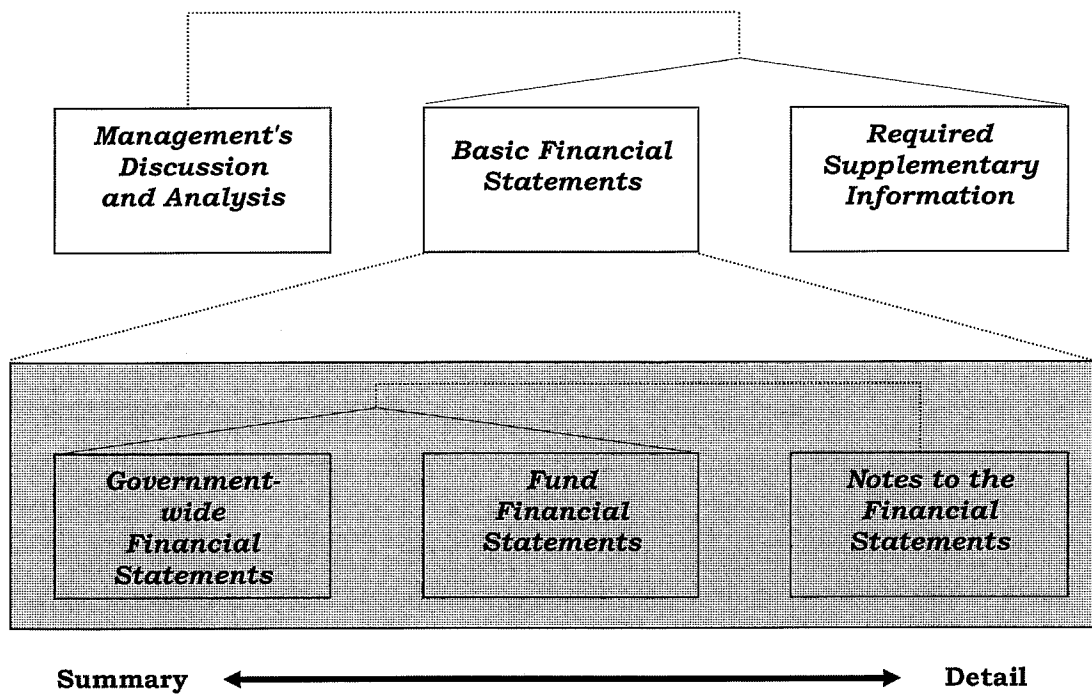 Management's
Discussion
and Analysis
Basic Financial
Statements
Required
Supplementary
Information
Government-
wide
Financial
Statements
Fund
Financial
Statements
Notes to the
Financial
Statements
Summary
Detail